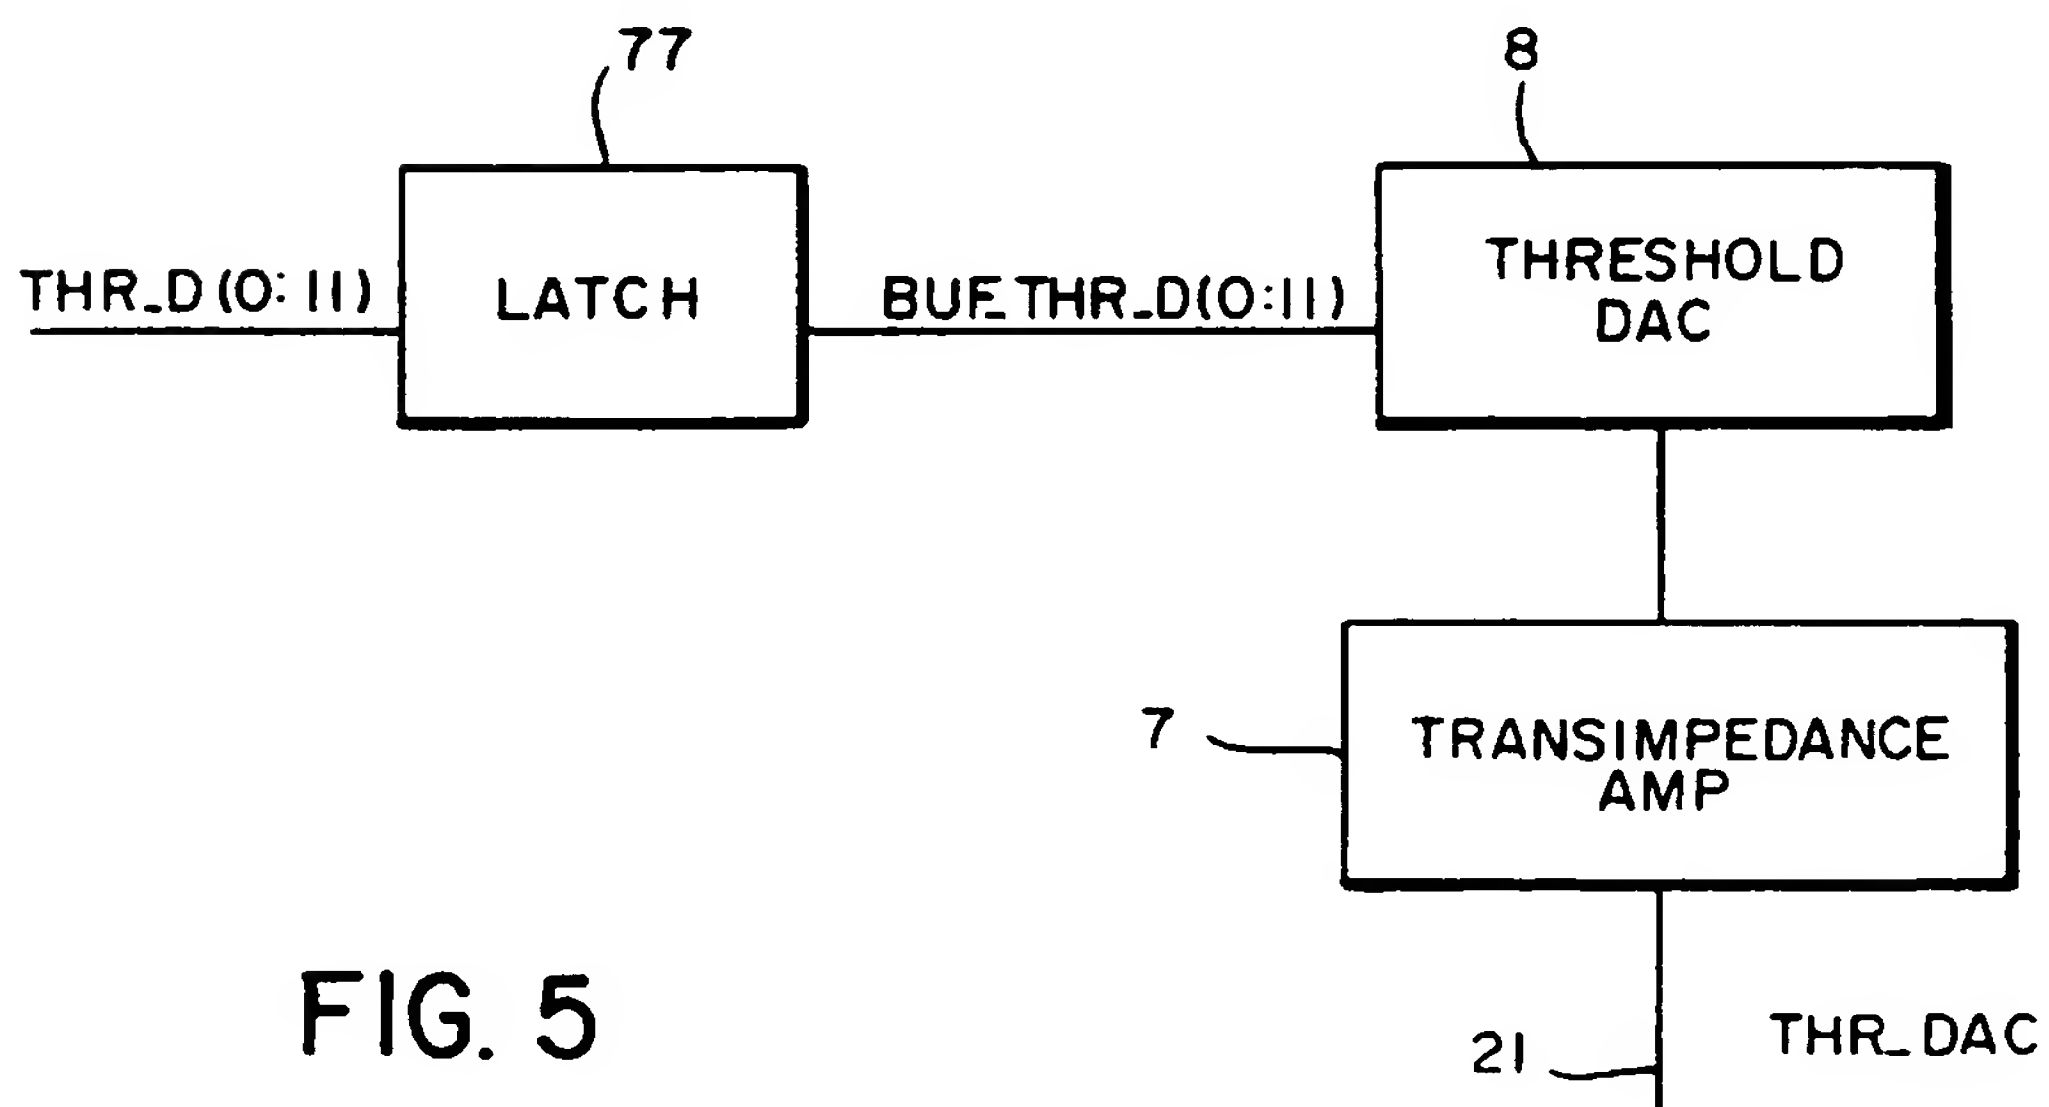 77
8
THR_D(0:11)
LATCH
BUF_THR_D(0:11)
THRESHOLD
DAC
7
TRANSIMPEDANCE
AMP
FIG. 5
21
THR_DAC